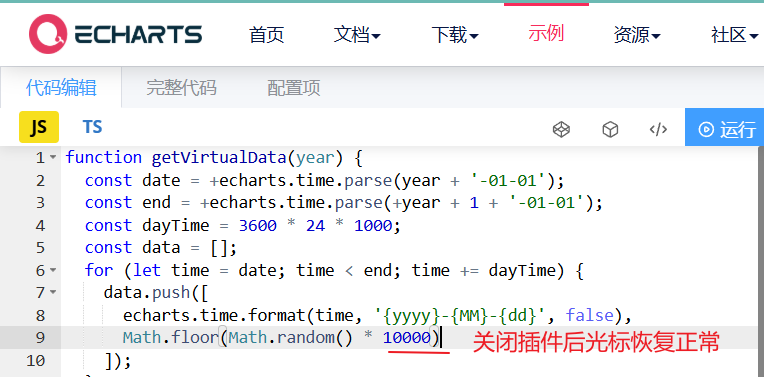 ECHARTS 首页 文档 下载 示例 资源 社区
代码编辑 完整代码 配置项
JS TS 运行
1 function getVirtualData(year) {
2 const date = +echarts.time.parse(year + '-01-01');
3 const end = +echarts.time.parse(+year + 1 + '-01-01');
4 const dayTime = 3600 * 24 * 1000;
5 const data = [];
6 for (let time = date; time < end; time += dayTime) {
7 data.push([
8 echarts.time.format(time, '{yyyy}-{MM}-{dd}', false),
9 Math.floor(Math.random() * 10000) 关闭插件后光标恢复正常
10 ]);